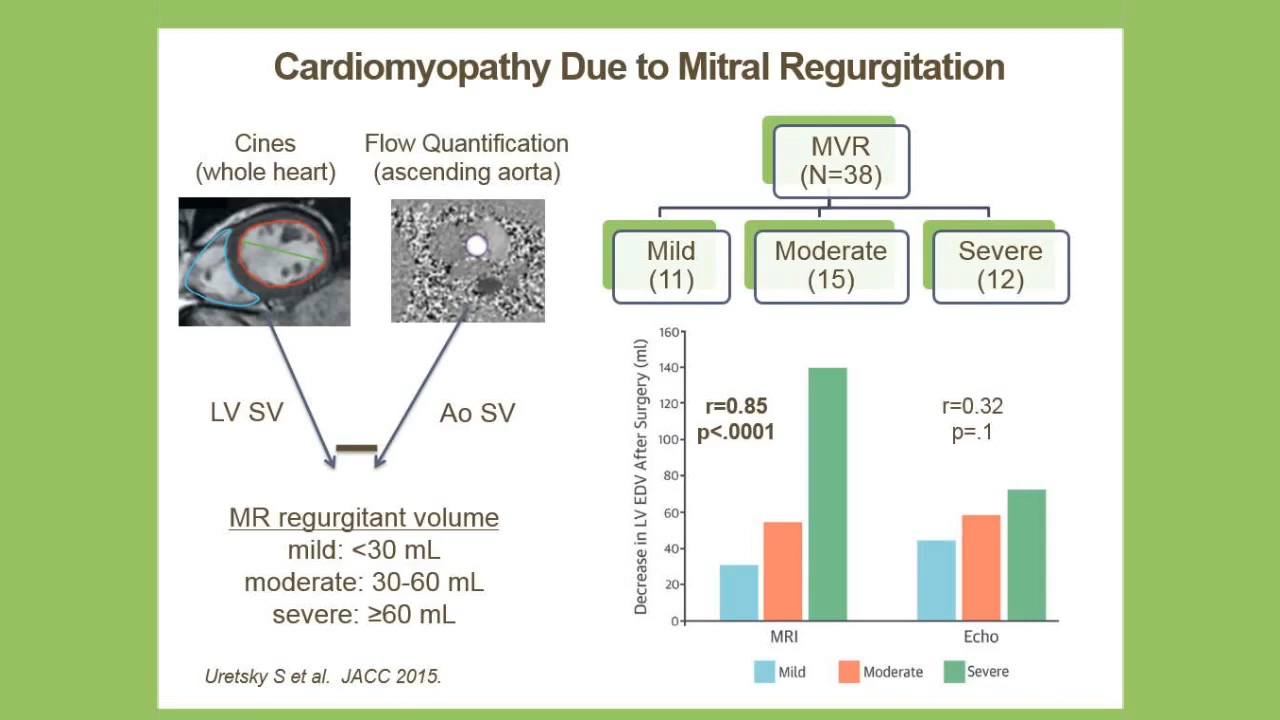 Cardiomyopathy Due to Mitral Regurgitation
Cines
(whole heart)
Flow Quantification
(ascending aorta)
LV SV
Ao SV
MR regurgitant volume
mild: <30 mL
moderate: 30-60 mL
severe: ≥60 mL
Uretsky S et al. JACC 2015.
MVR
(N=38)
Mild
(11)
Moderate
(15)
Severe
(12)
Decrease in LV EDV After Surgery (ml)
160
140
120
100
80
60
40
20
0
r=0.85
p<.0001
r=0.32
p=.1
MRI
Echo
Mild
Moderate
Severe